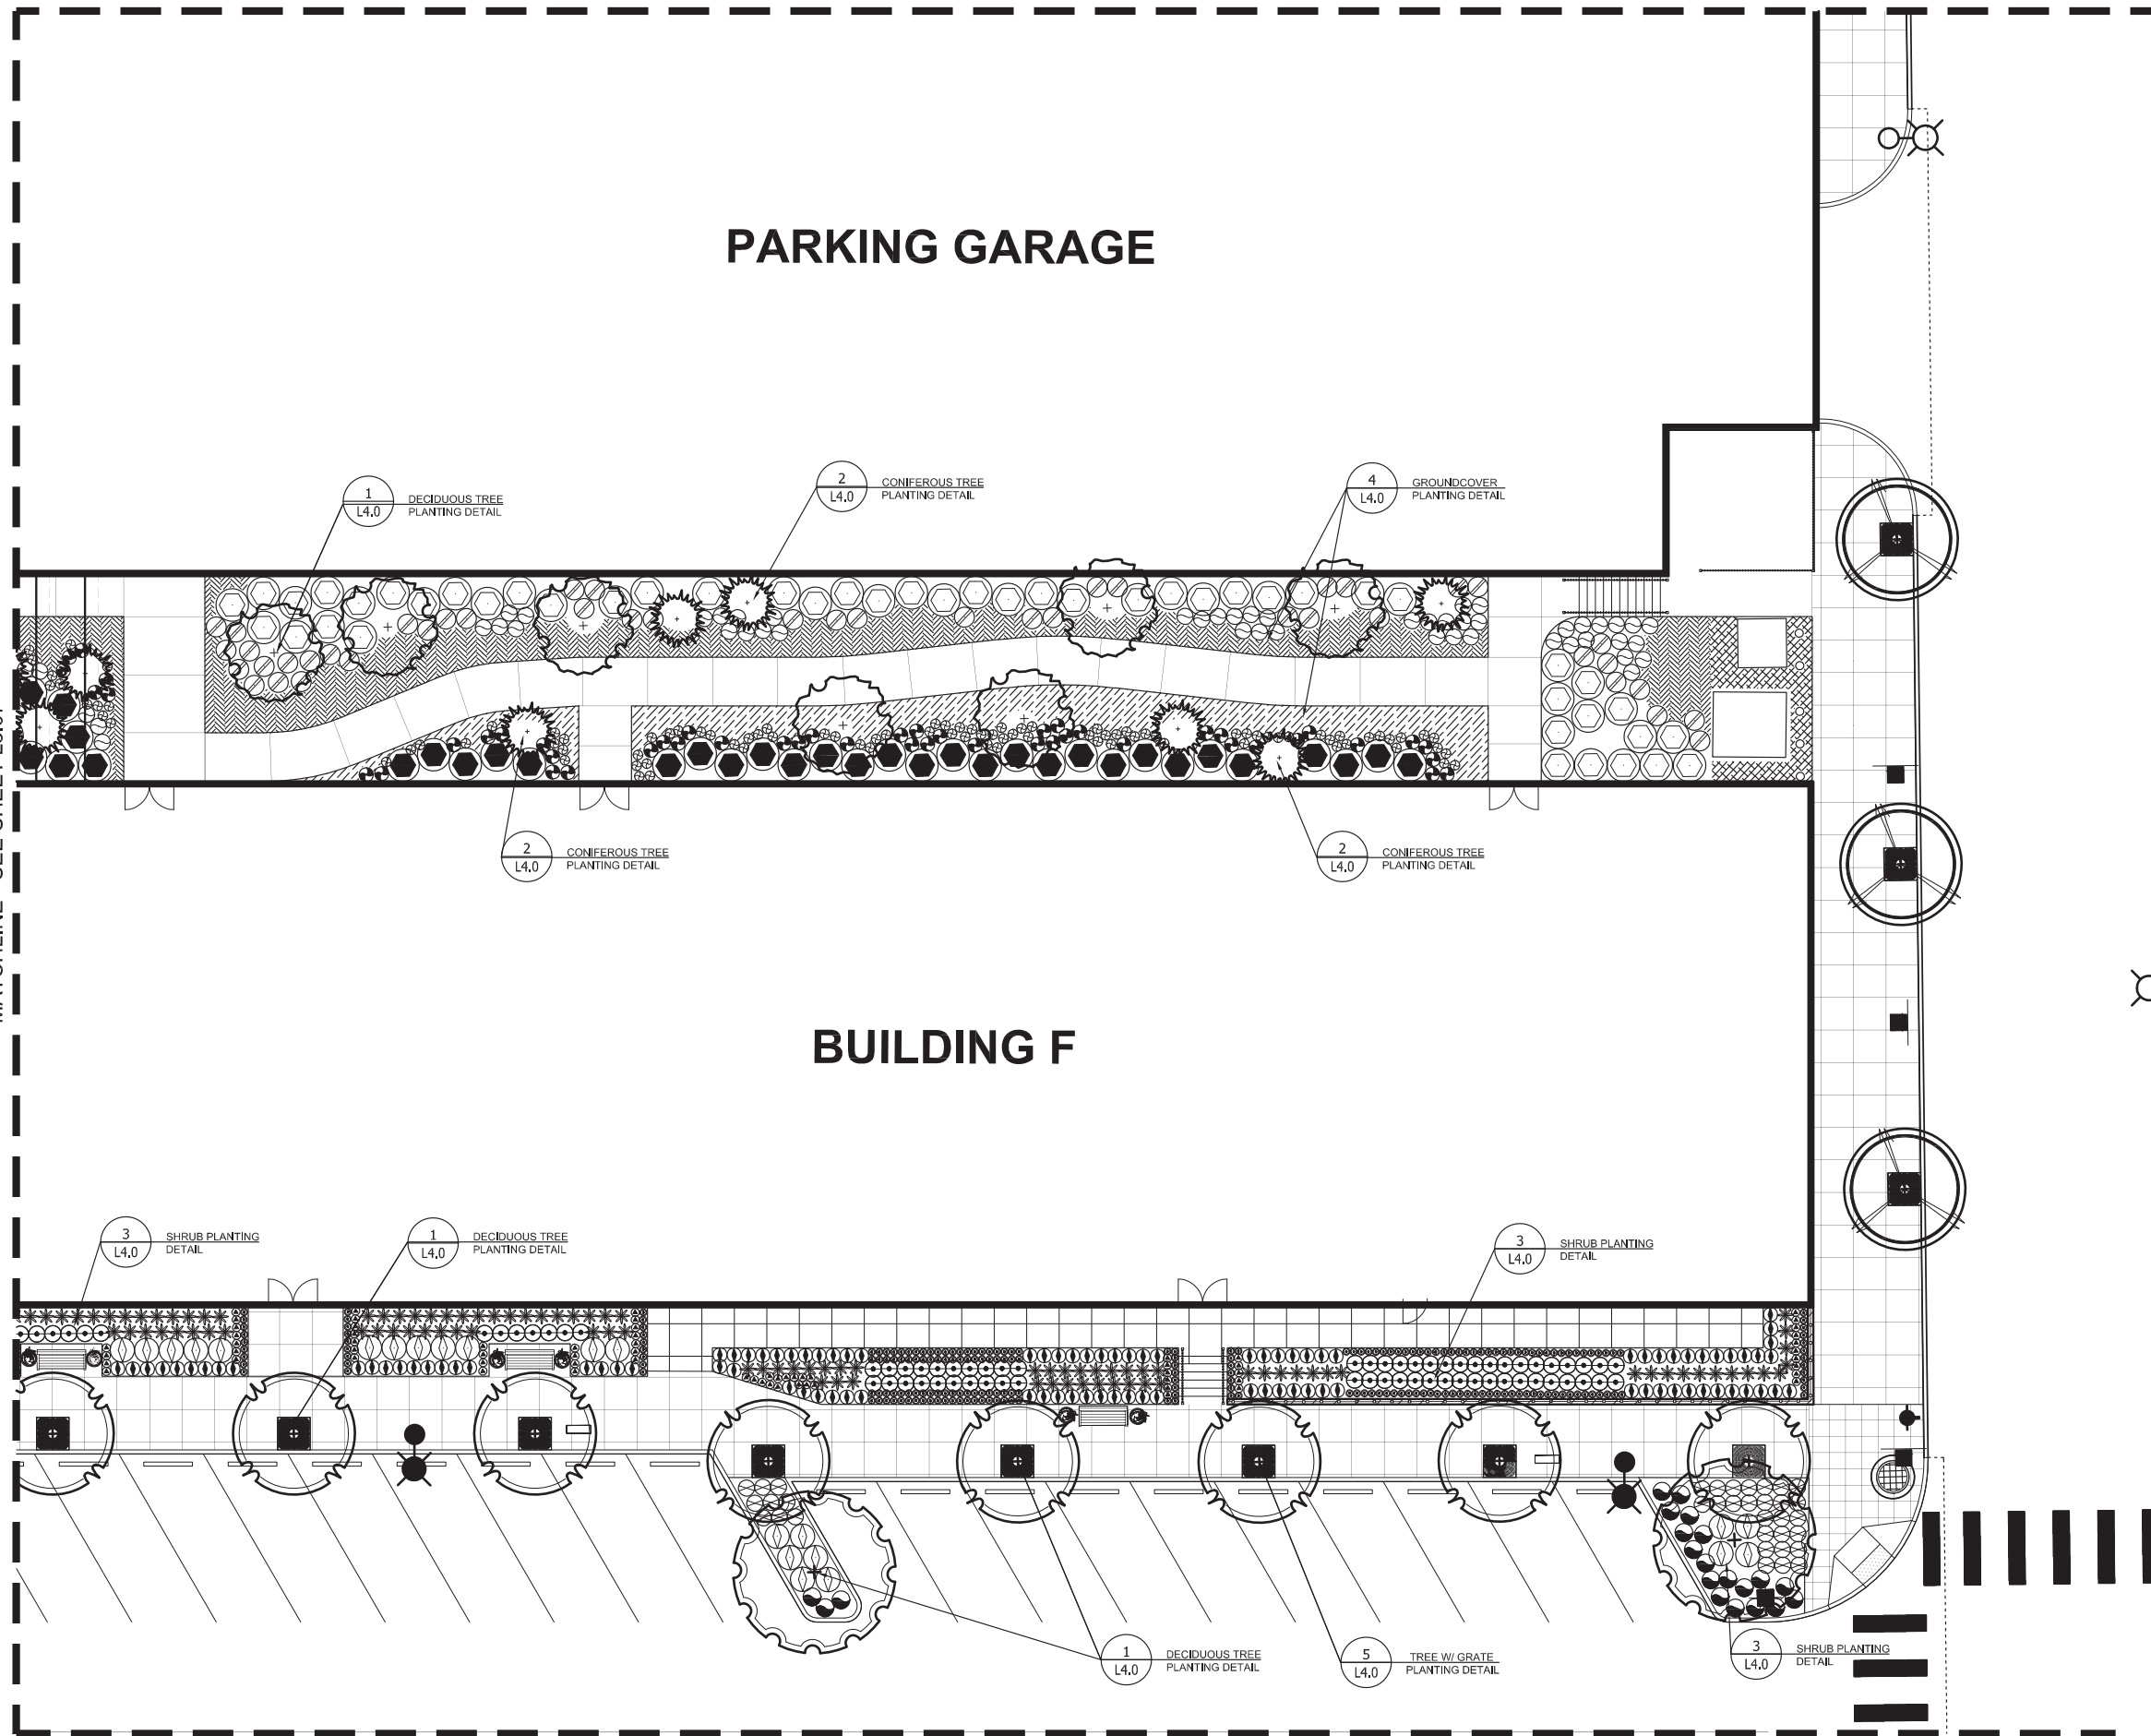 PARKING GARAGE
1
L4.0
DECIDUOUS TREE
PLANTING DETAIL
2
L4.0
CONIFEROUS TREE
PLANTING DETAIL
4
L4.0
GROUNDCOVER
PLANTING DETAIL
2
L4.0
CONIFEROUS TREE
PLANTING DETAIL
2
L4.0
CONIFEROUS TREE
PLANTING DETAIL
BUILDING F
3
L4.0
SHRUB PLANTING
DETAIL
1
L4.0
DECIDUOUS TREE
PLANTING DETAIL
3
L4.0
SHRUB PLANTING
DETAIL
1
L4.0
DECIDUOUS TREE
PLANTING DETAIL
5
L4.0
TREE W/ GRATE
PLANTING DETAIL
3
L4.0
SHRUB PLANTING
DETAIL